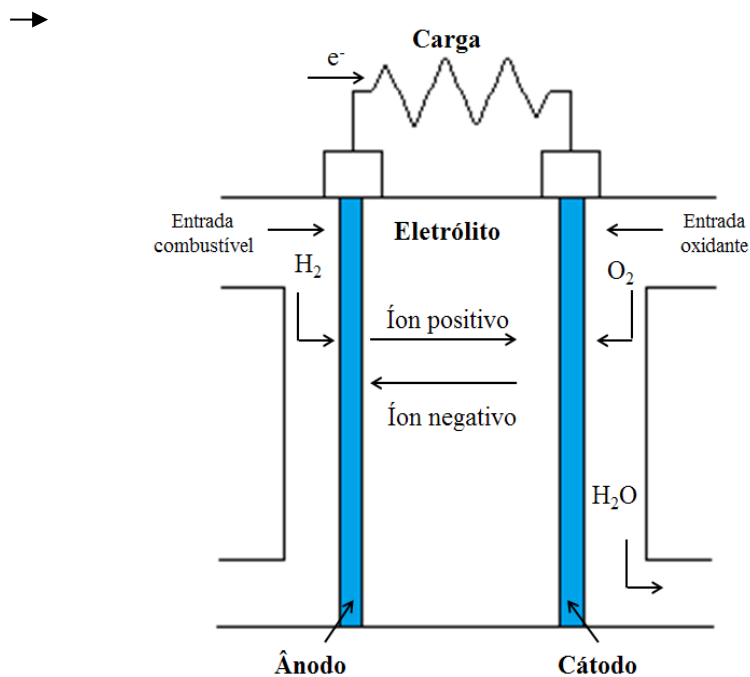 Carga
e⁻
Entrada
combustível
Eletrólito
Entrada
oxidante
H₂
O₂
Íon positivo
Íon negativo
H₂O
Ânodo
Cátodo